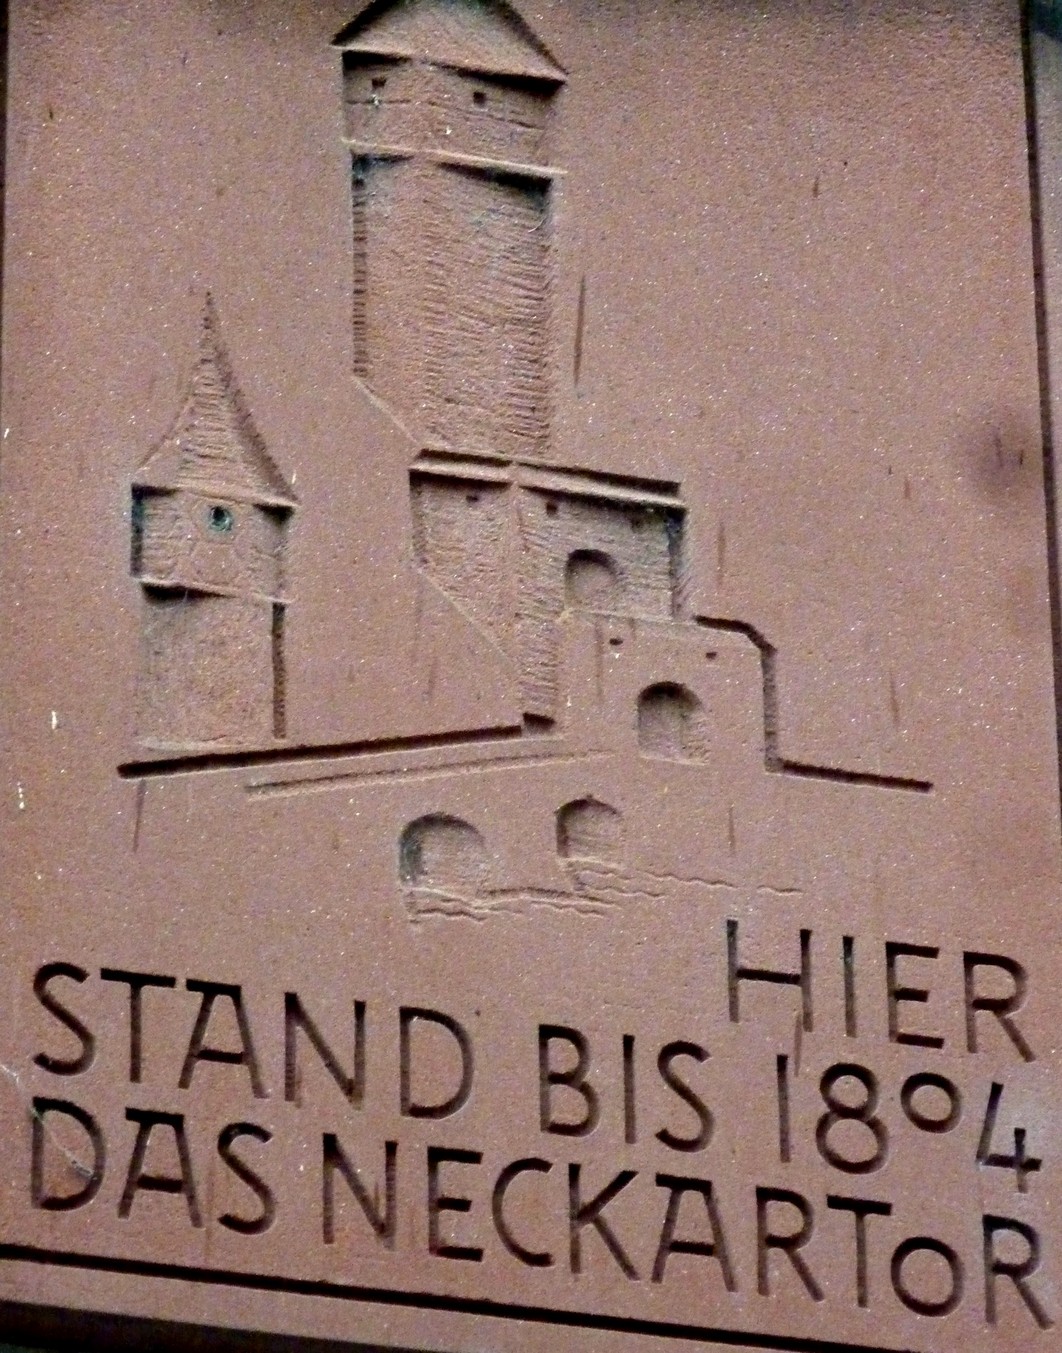 HIER
STAND BIS 1804
DAS NECKARTOR